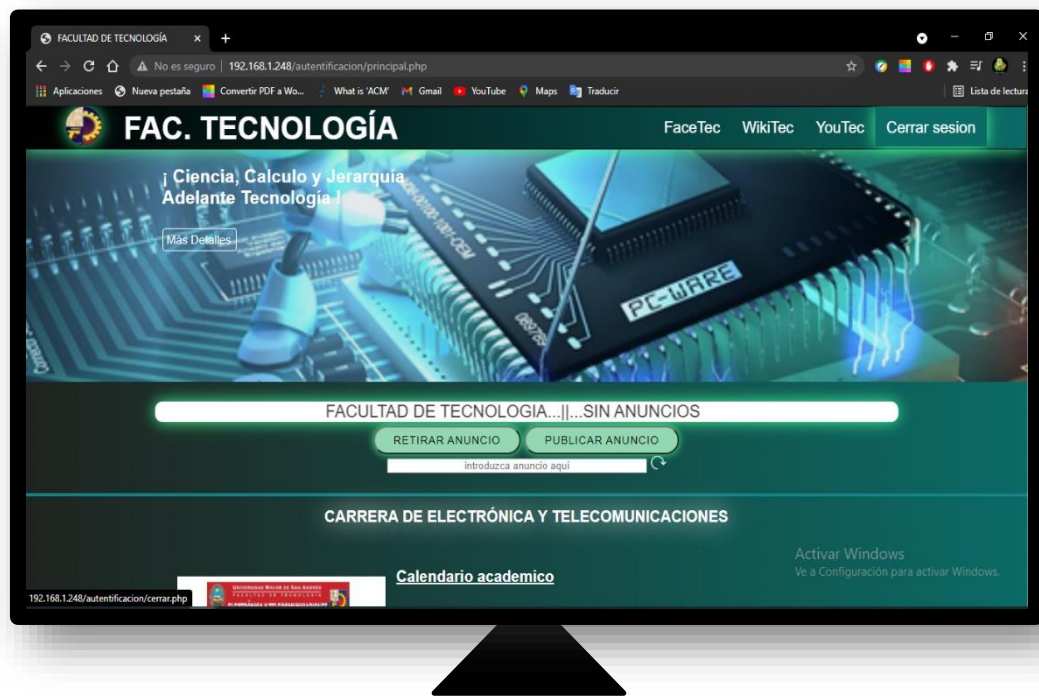 FACULTAD DE TECNOLOGÍA
No es seguro | 192.168.1.248/autentificacion/principal.php
Aplicaciones Nueva pestaña Convertir PDF a Wo... What is 'ACM' Gmail YouTube Maps Traducir Lista de lectura
FAC. TECNOLOGÍA FaceTec WikiTec YouTec Cerrar sesion
¡ Ciencia, Calculo y Jerarquia
Adelante Tecnología !
Más Detalles
PC-WARE
FACULTAD DE TECNOLOGIA...||...SIN ANUNCIOS
RETIRAR ANUNCIO PUBLICAR ANUNCIO
introduzca anuncio aqui
CARRERA DE ELECTRÓNICA Y TELECOMUNICACIONES
Activar Windows
Ve a Configuración para activar Windows.
Calendario academico
UNIVERSIDAD MAYOR DE SAN ANDRES
FACULTAD DE TECNOLOGIA
ELECTRÓNICA Y TELECOMUNICACIONES
192.168.1.248/autentificacion/cerrar.php